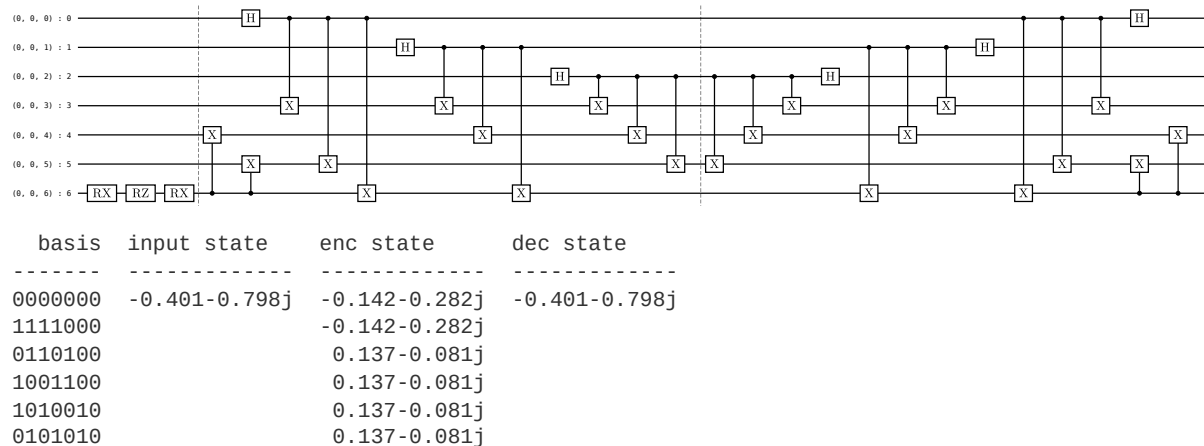 (0, 0, 0) : 0 H H
(0, 0, 1) : 1 H H
(0, 0, 2) : 2 H H
(0, 0, 3) : 3 X X X X X X
(0, 0, 4) : 4 X X X X X X
(0, 0, 5) : 5 X X X X X X
(0, 0, 6) : 6 RX RZ RX X X X X
basis input state enc state dec state
------- ------------- ------------- -------------
0000000 -0.401-0.798j -0.142-0.282j -0.401-0.798j
1111000 -0.142-0.282j
0110100 0.137-0.081j
1001100 0.137-0.081j
1010010 0.137-0.081j
0101010 0.137-0.081j